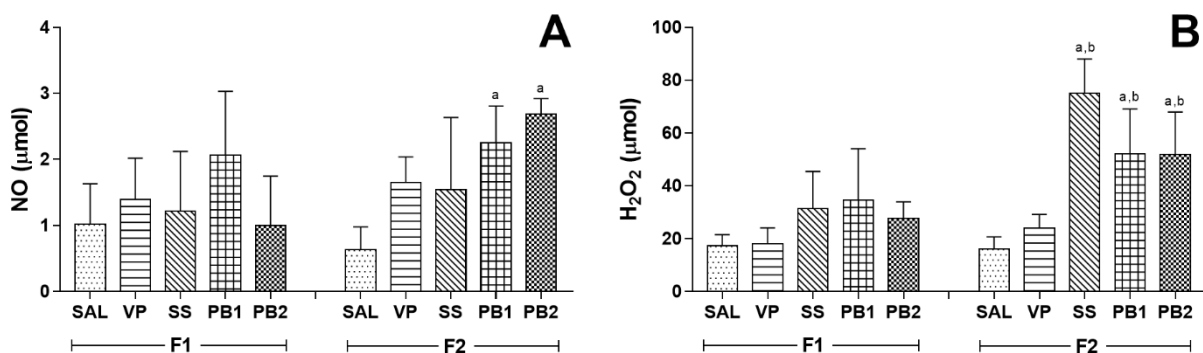 A
NO (μmol)
4
3
2
1
0
a a
SAL VP SS PB1 PB2 SAL VP SS PB1 PB2
F1 F2
B
H₂O₂ (μmol)
100
80
60
40
20
0
a,b a,b a,b
SAL VP SS PB1 PB2 SAL VP SS PB1 PB2
F1 F2